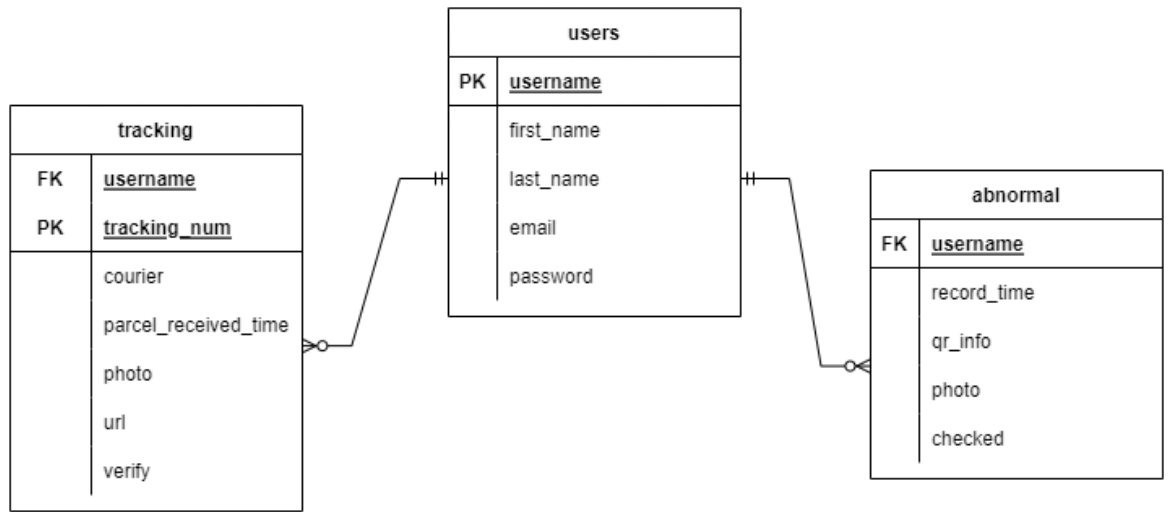 users
PK username
first_name
last_name
email
password
tracking
FK username
PK tracking_num
courier
parcel_received_time
photo
url
verify
abnormal
FK username
record_time
qr_info
photo
checked